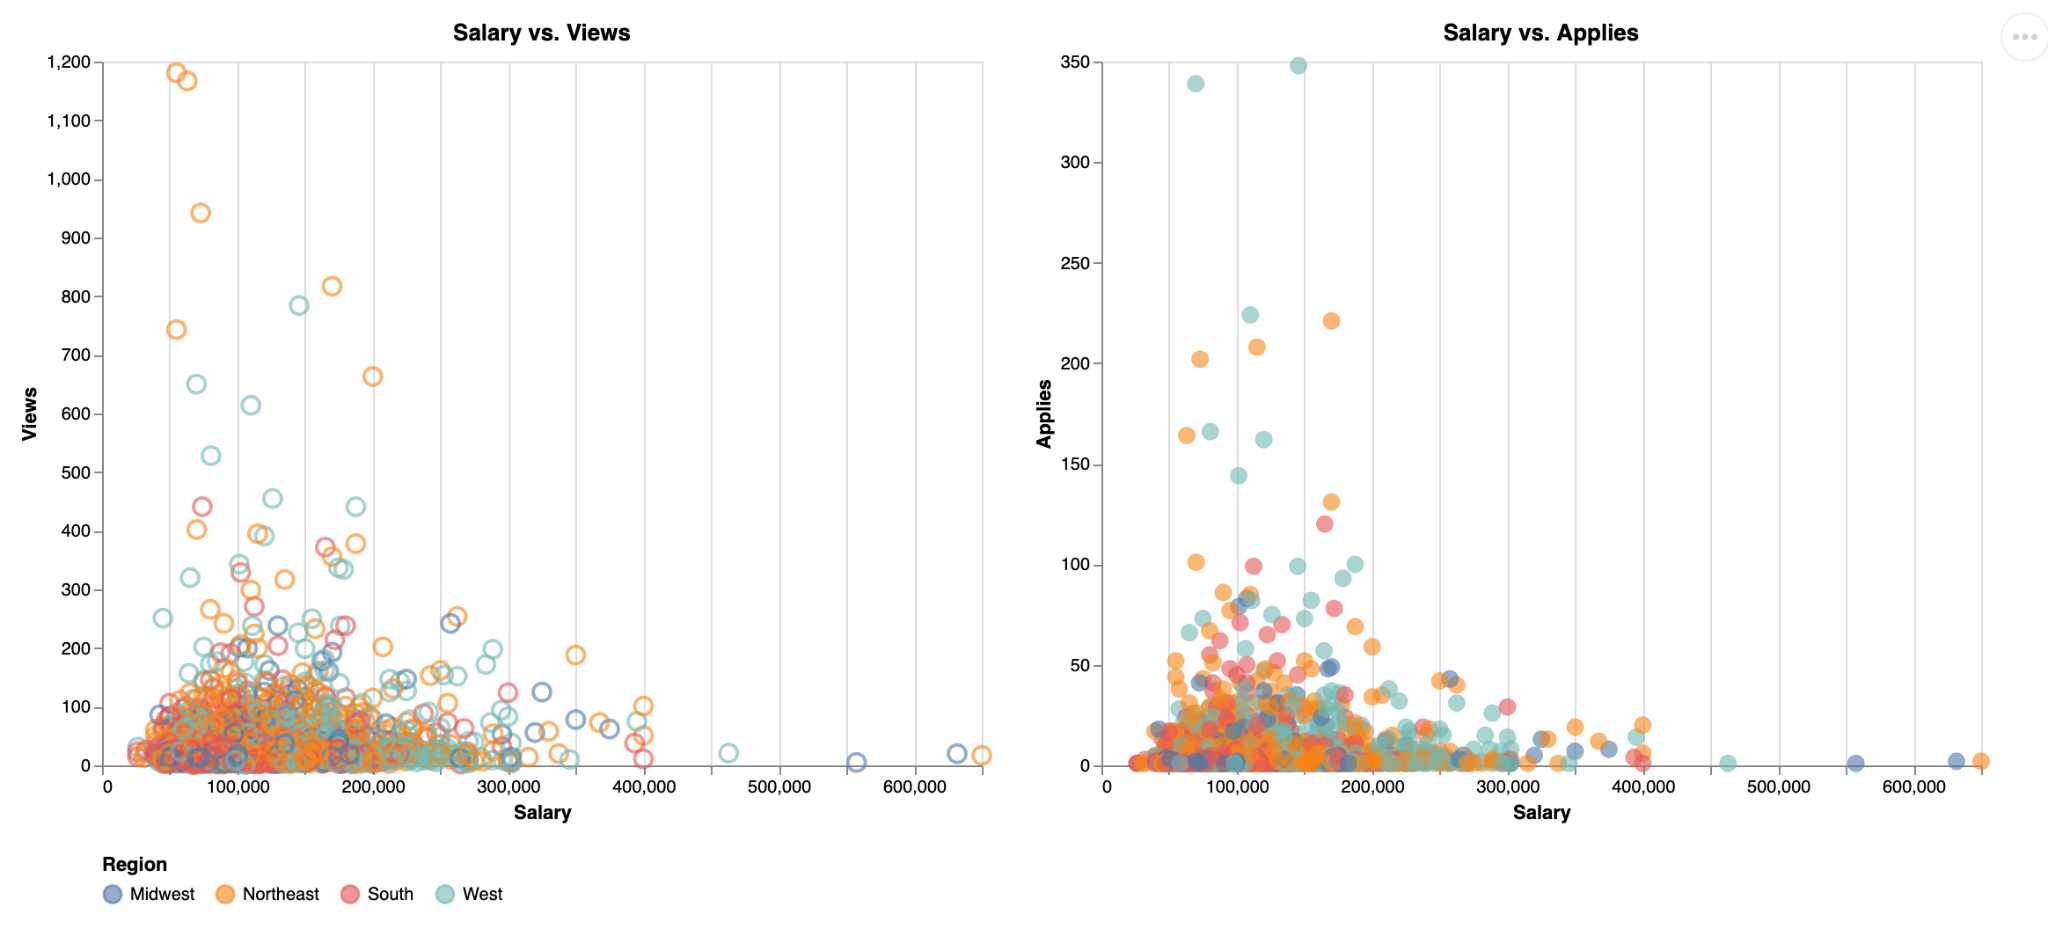 Salary vs. Views
1,200
1,100
1,000
900
800
700
600
500
400
300
200
100
0
Views
0 100,000 200,000 300,000 400,000 500,000 600,000
Salary
Salary vs. Applies
350
300
250
200
150
100
50
0
Applies
0 100,000 200,000 300,000 400,000 500,000 600,000
Salary
Region
Midwest Northeast South West